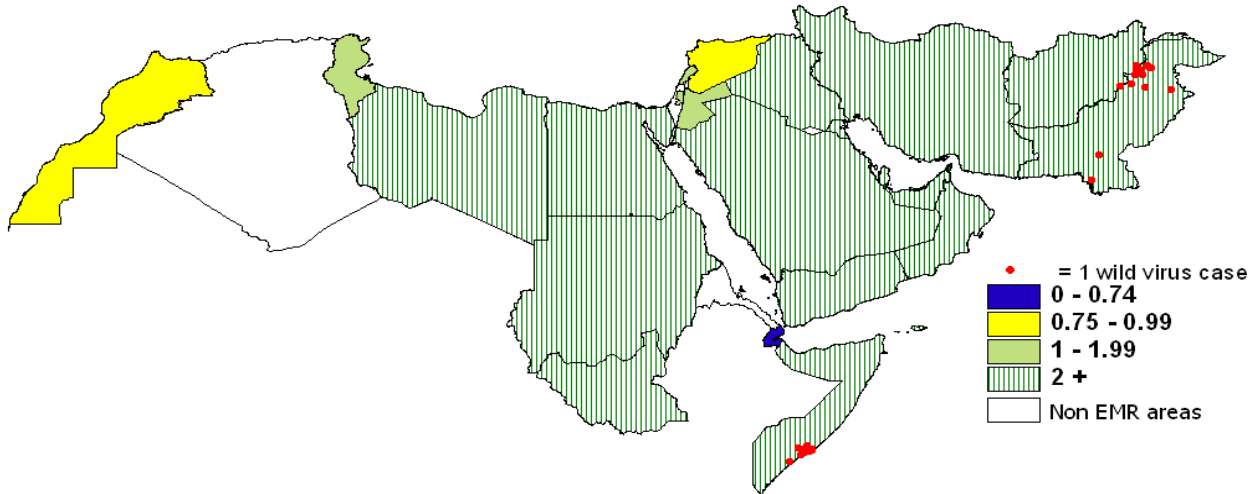 = 1 wild virus case
0 - 0.74
0.75 - 0.99
1 - 1.99
2 +
Non EMR areas